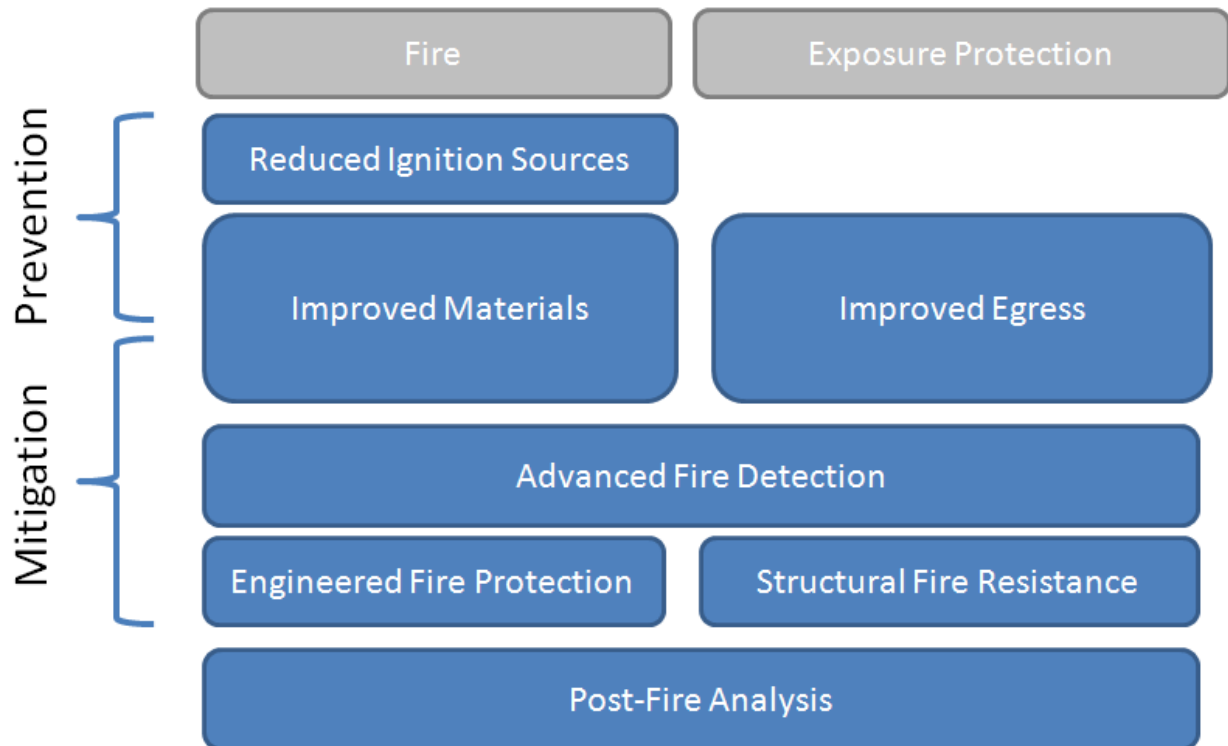 Fire
Exposure Protection
Prevention
Reduced Ignition Sources
Improved Materials
Improved Egress
Mitigation
Advanced Fire Detection
Engineered Fire Protection
Structural Fire Resistance
Post-Fire Analysis